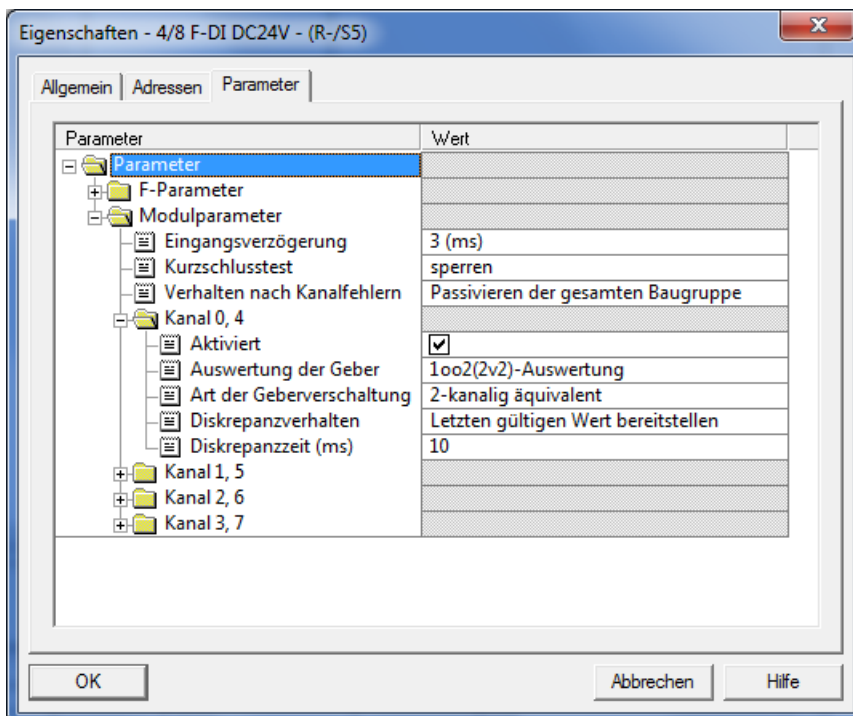 Eigenschaften - 4/8 F-DI DC24V - (R-/S5)
Allgemein Adressen Parameter
Parameter Wert
Parameter
F-Parameter
Modulparameter
Eingangsverzögerung 3 (ms)
Kurzschlusstest sperren
Verhalten nach Kanalfehlern Passivieren der gesamten Baugruppe
Kanal 0, 4
Aktiviert
Auswertung der Geber 1oo2(2v2)-Auswertung
Art der Geberverschaltung 2-kanalig äquivalent
Diskrepanzverhalten Letzten gültigen Wert bereitstellen
Diskrepanzzeit (ms) 10
Kanal 1, 5
Kanal 2, 6
Kanal 3, 7
OK Abbrechen Hilfe